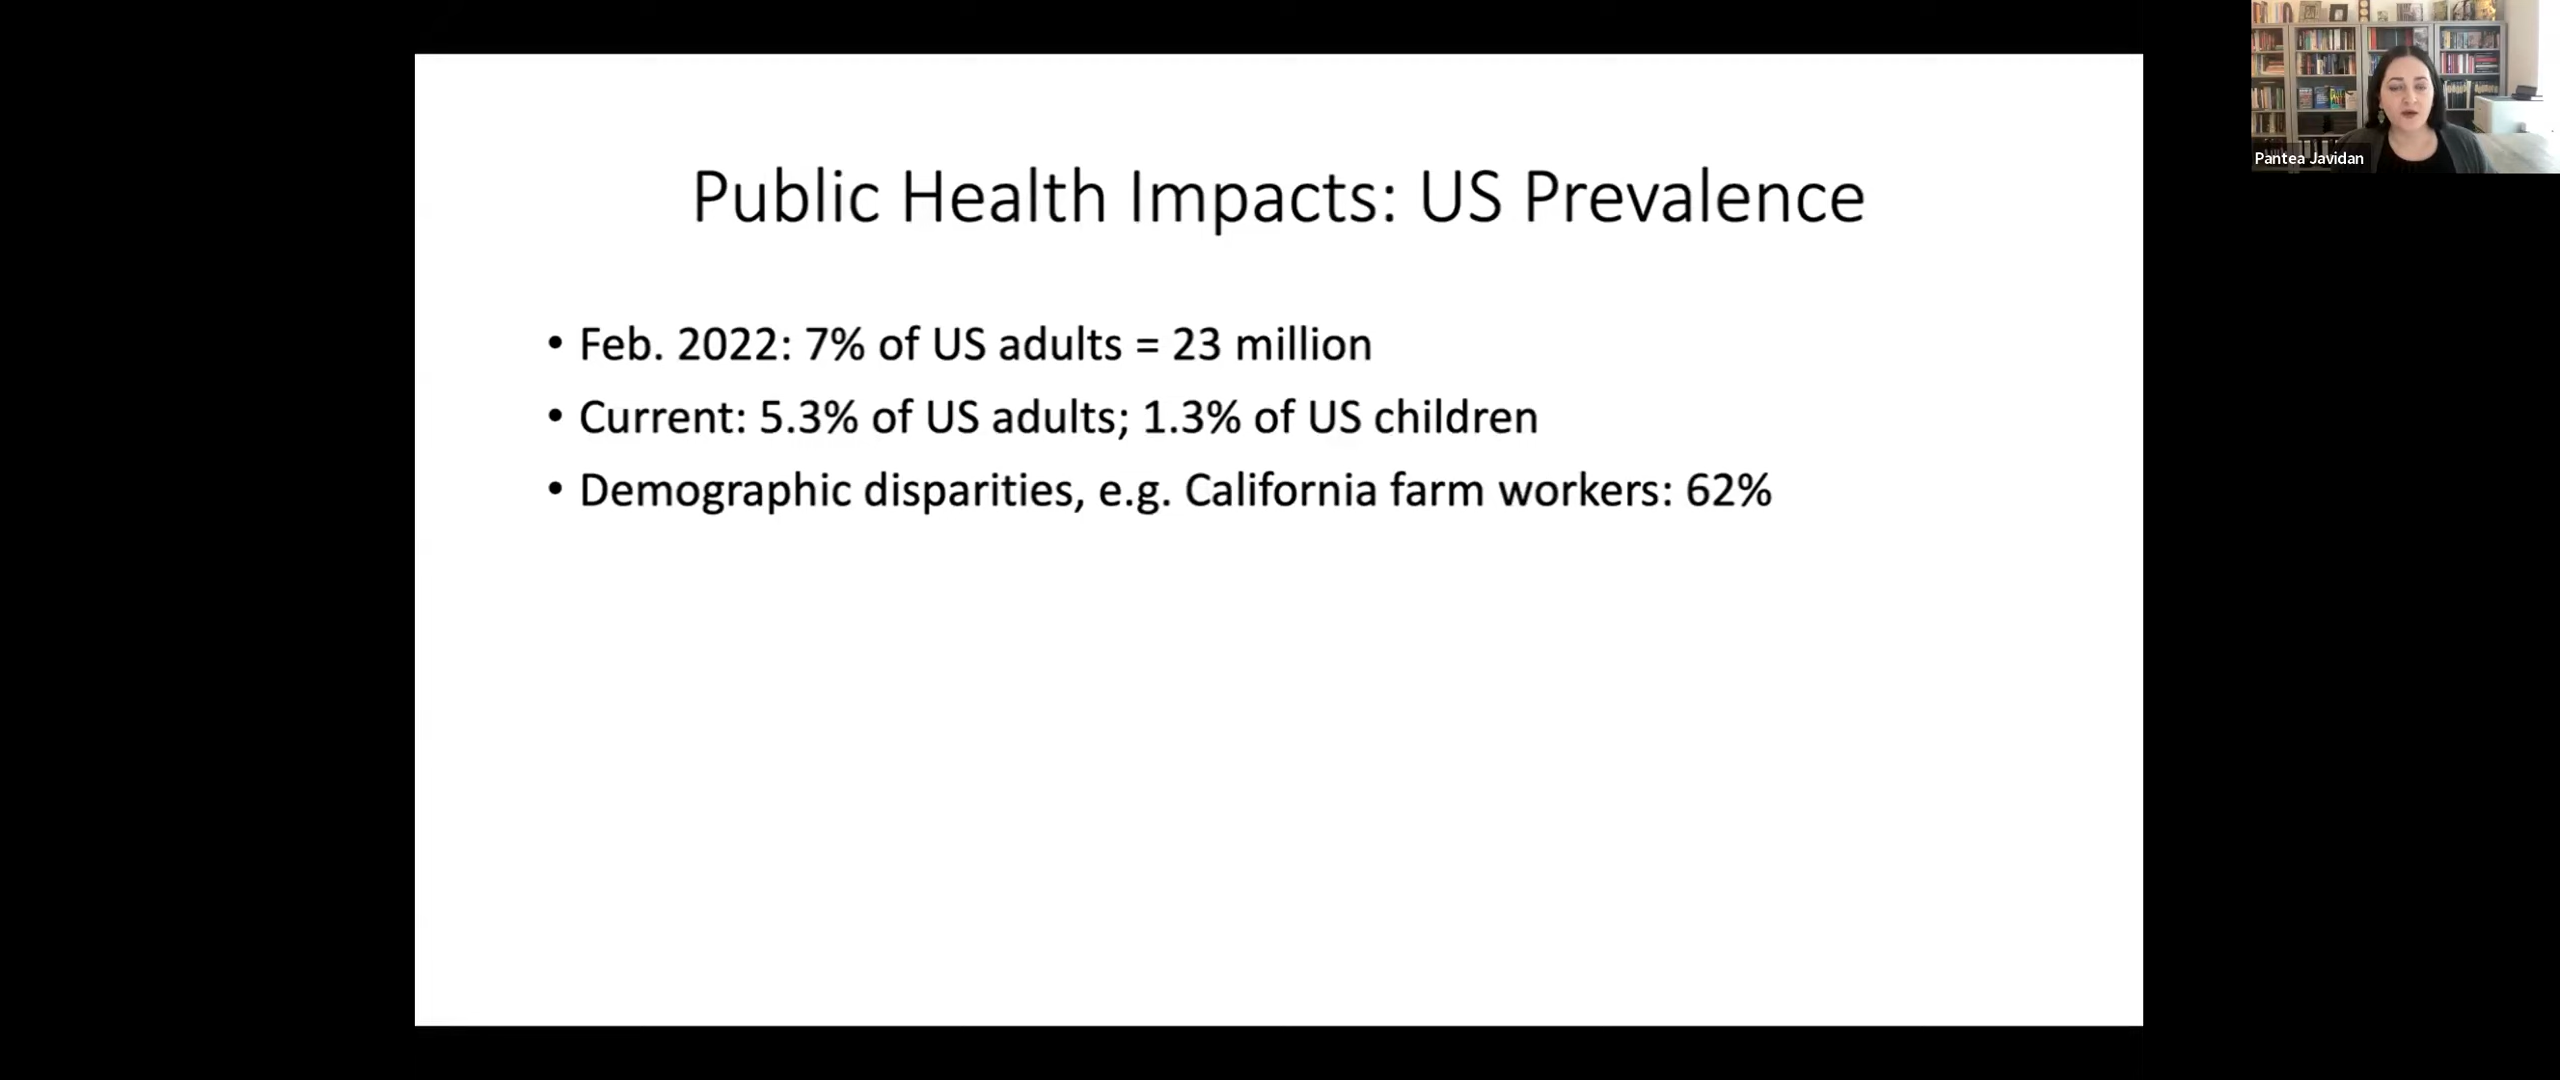 Public Health Impacts: US Prevalence
• Feb. 2022: 7% of US adults = 23 million
• Current: 5.3% of US adults; 1.3% of US children
• Demographic disparities, e.g. California farm workers: 62%
Pantea Javidan